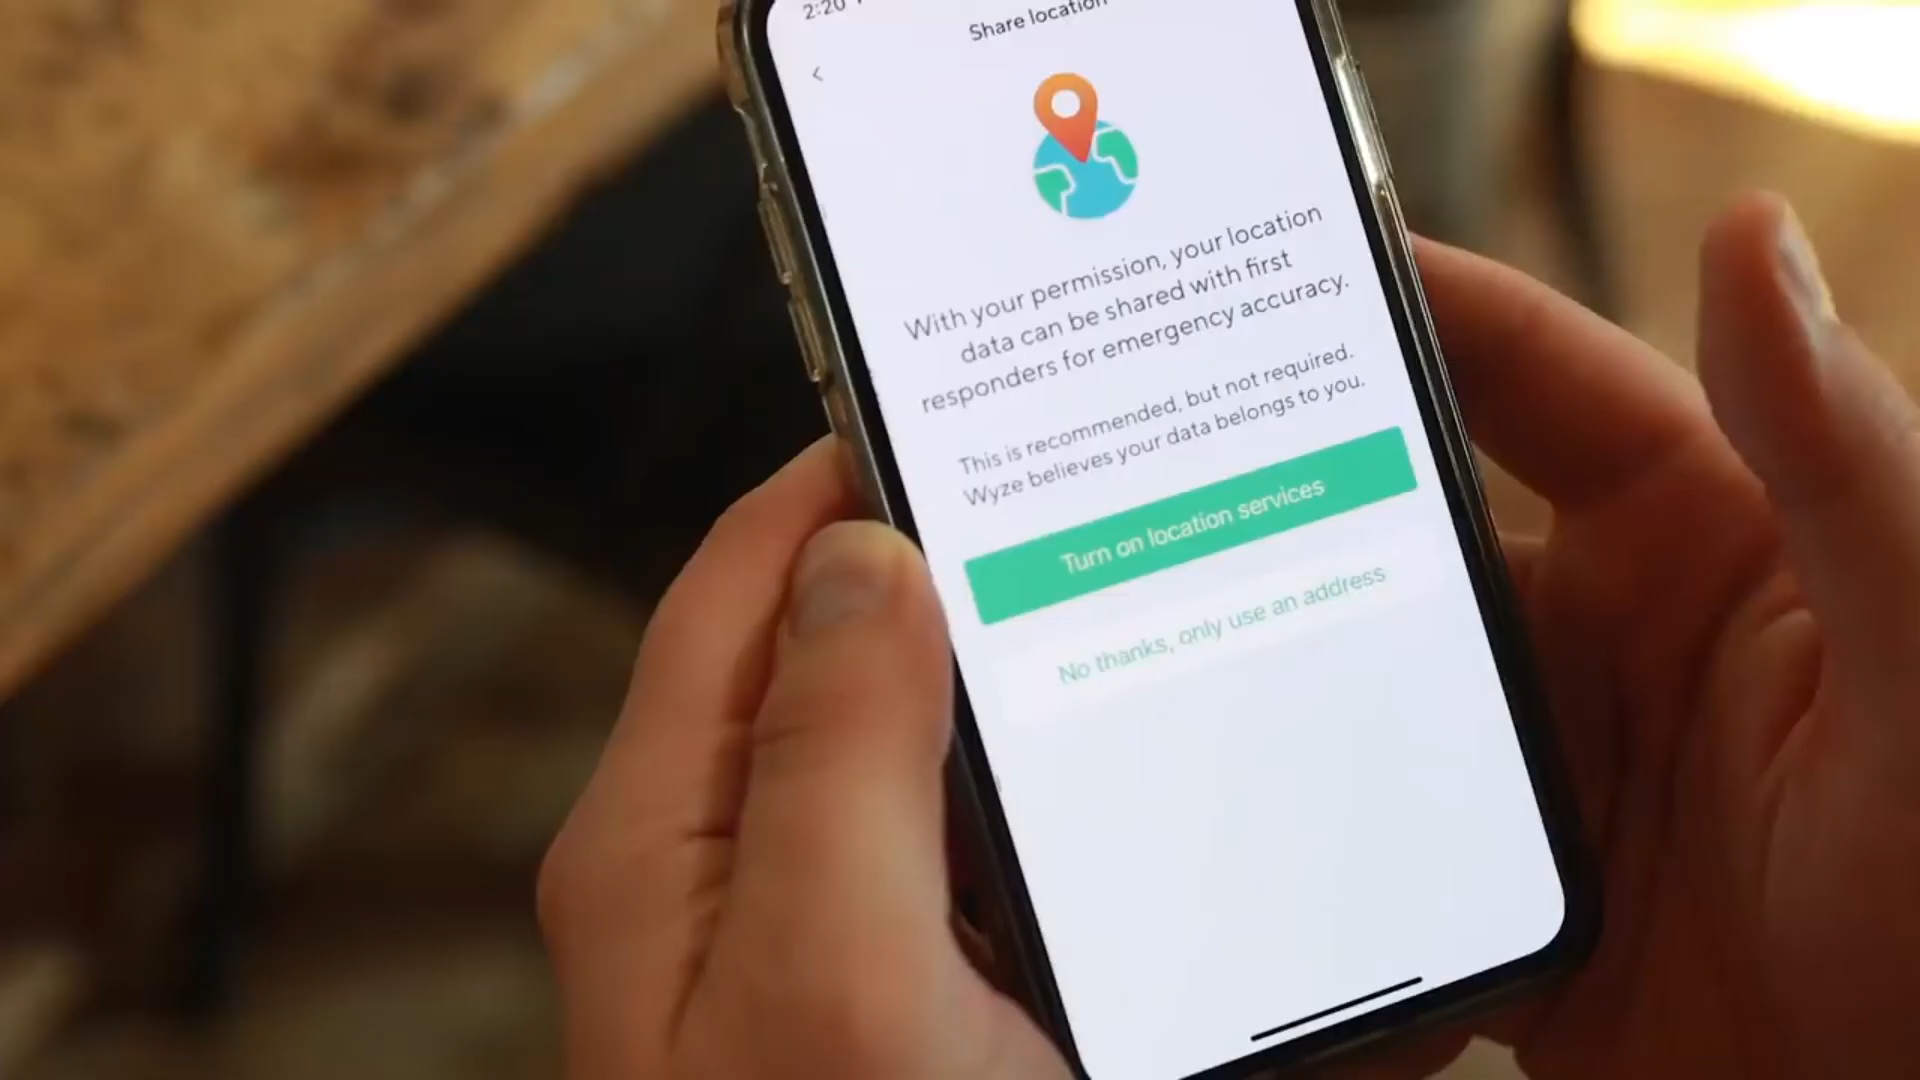 2:20
Share location
With your permission, your location
data can be shared with first
responders for emergency accuracy.
This is recommended, but not required.
Wyze believes your data belongs to you.
Turn on location services
No thanks, only use an address